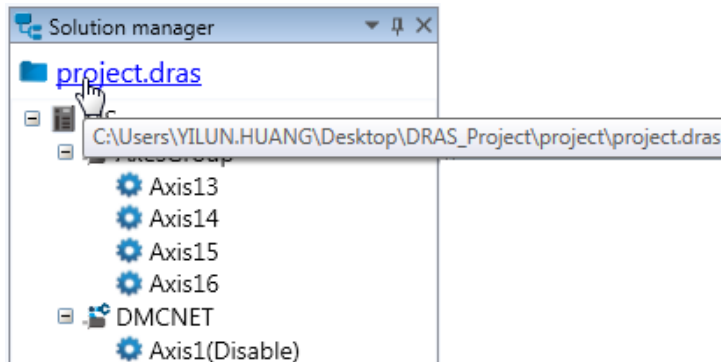 Solution manager
project.dras
C:\Users\YILUN.HUANG\Desktop\DRAS_Project\project\project.dras
AxesGroup
Axis13
Axis14
Axis15
Axis16
DMCNET
Axis1(Disable)